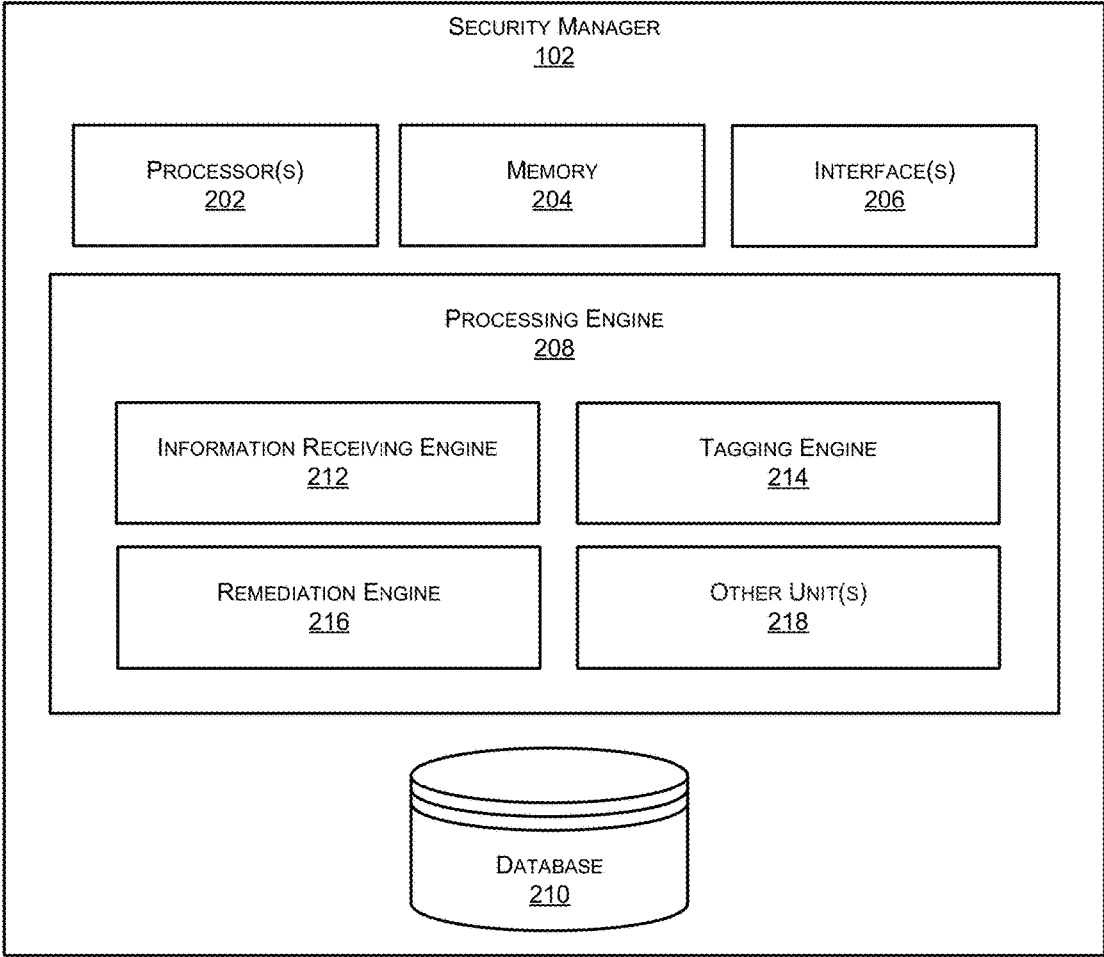 SECURITY MANAGER
102
PROCESSOR(S)
202
MEMORY
204
INTERFACE(S)
206
PROCESSING ENGINE
208
INFORMATION RECEIVING ENGINE
212
TAGGING ENGINE
214
REMEDIATION ENGINE
216
OTHER UNIT(S)
218
DATABASE
210